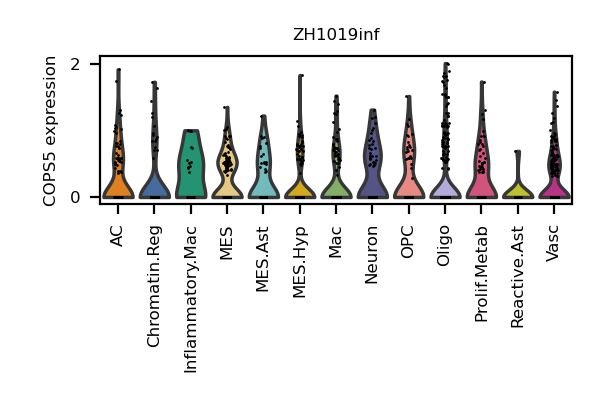 ZH1019inf
COPS5 expression
2
0
AC
Chromatin.Reg
Inflammatory.Mac
MES
MES.Ast
MES.Hyp
Mac
Neuron
OPC
Oligo
Prolif.Metab
Reactive.Ast
Vasc